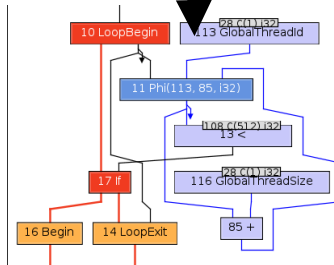 28 C(1) i32
10 LoopBegin
113 GlobalThreadId
11 Phi(113, 85, i32)
108 C(512) i32
13 <
28 C(1) i32
17 If
116 GlobalThreadSize
16 Begin
14 LoopExit
85 +